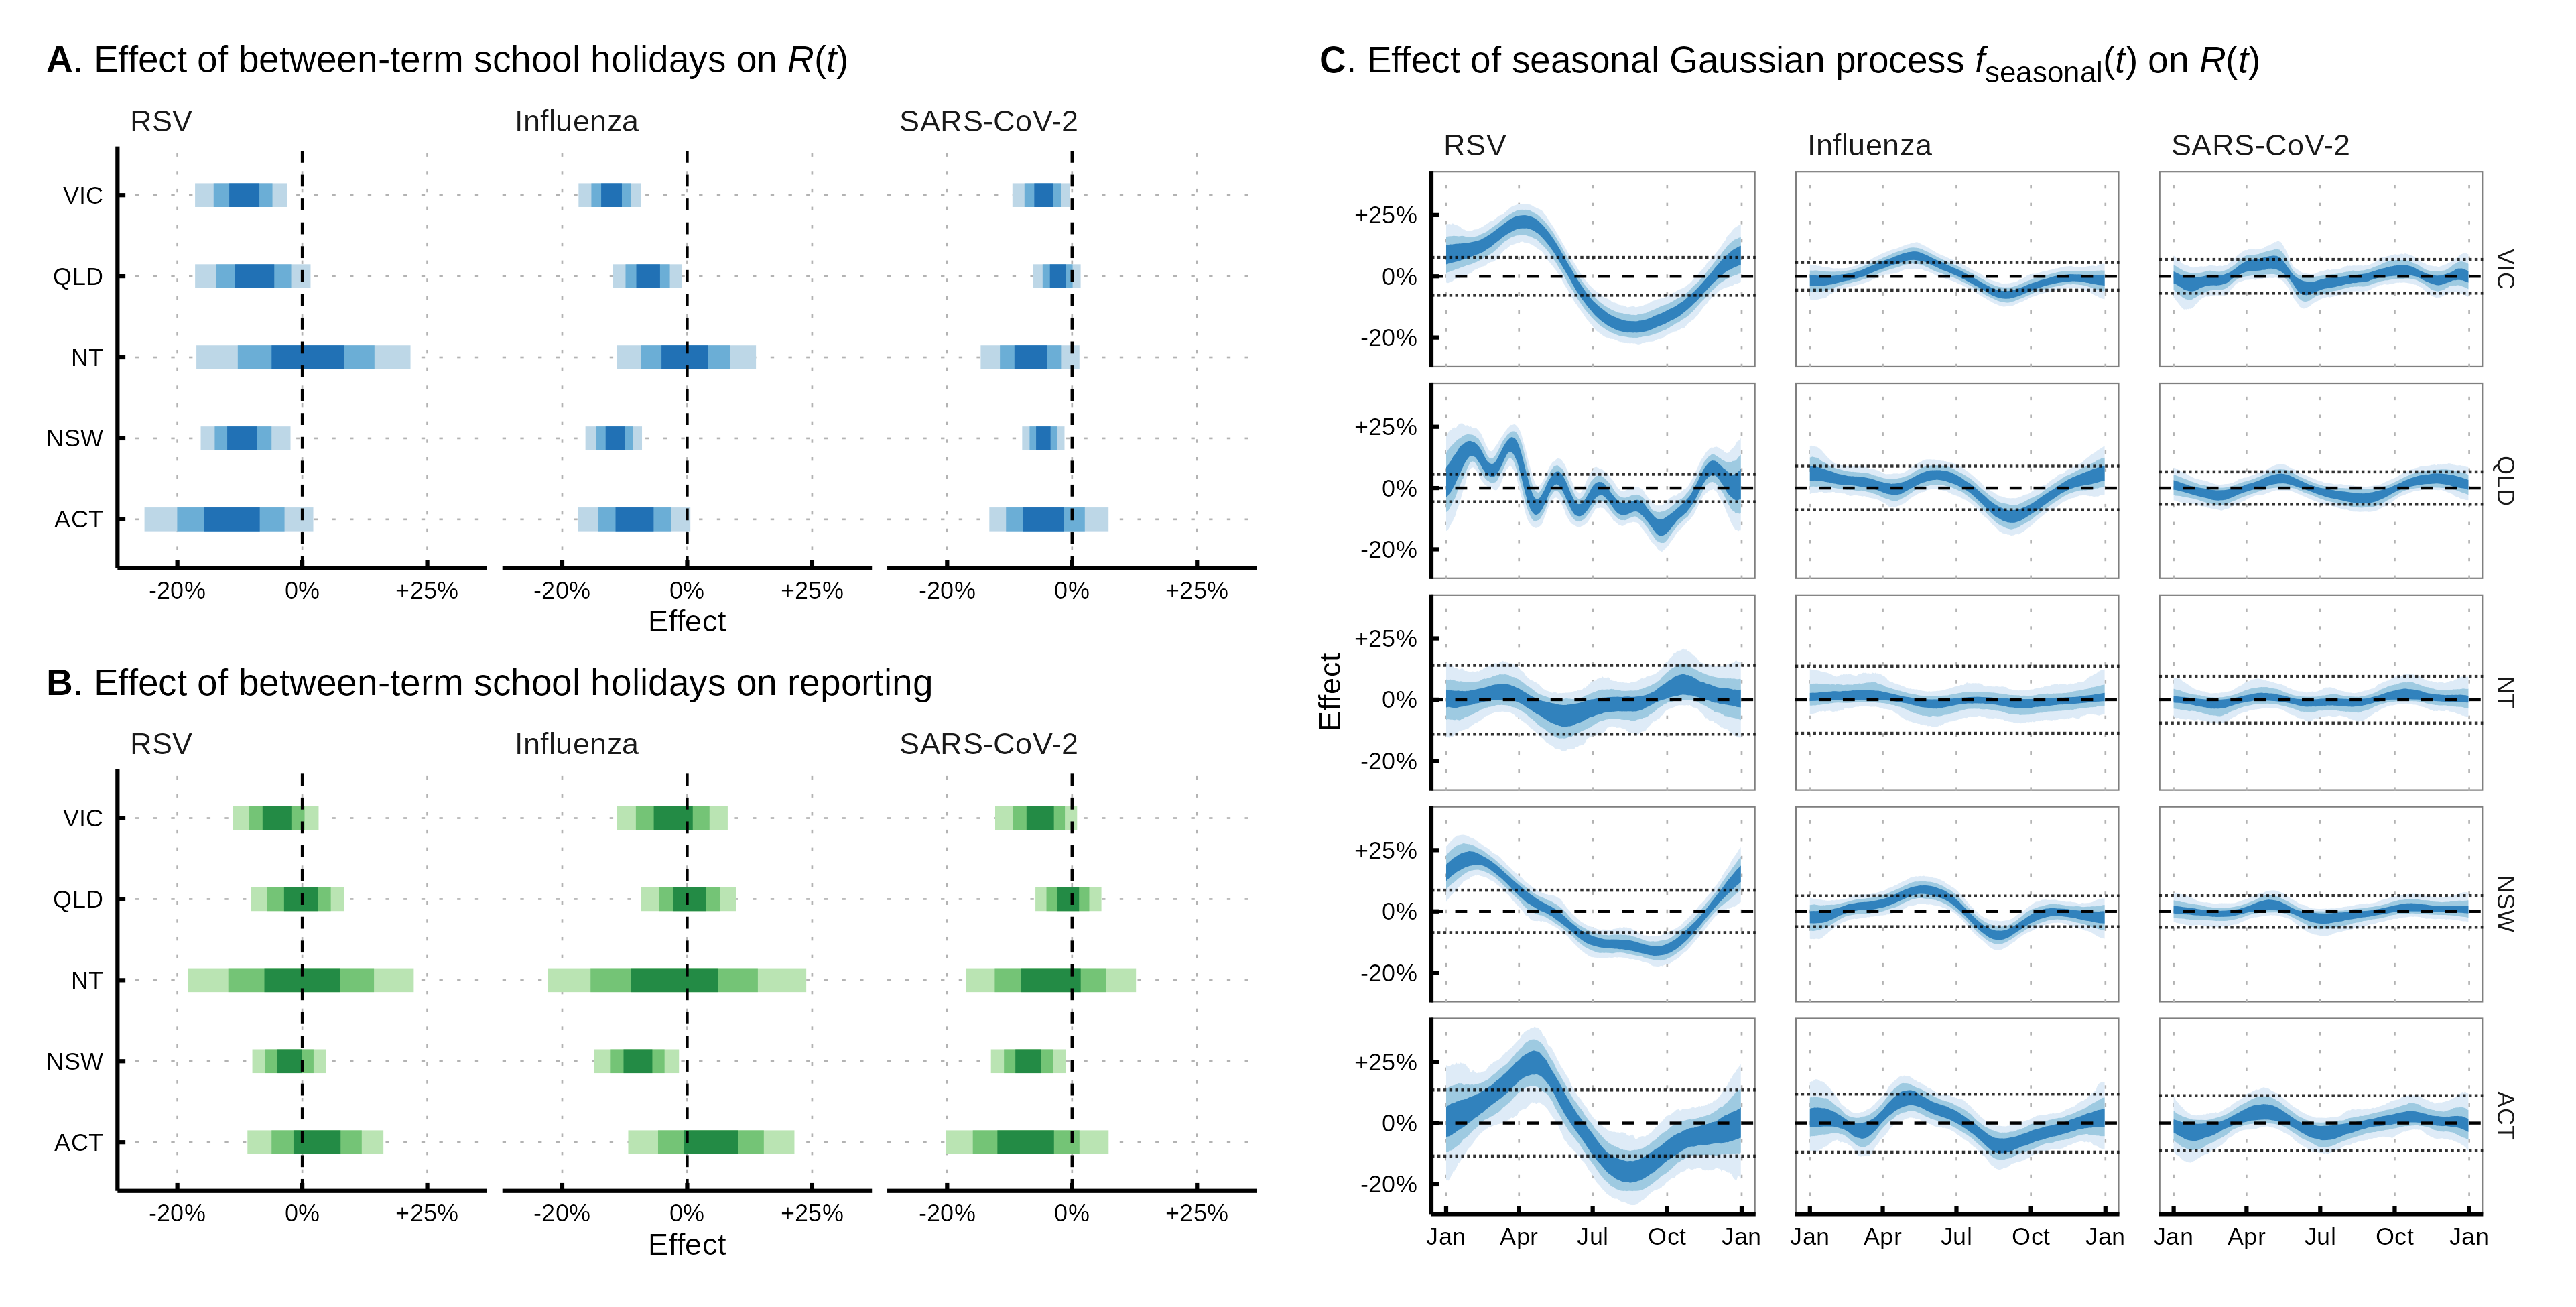 A. Effect of between-term school holidays on R(t)
RSV Influenza SARS-CoV-2
VIC
QLD
NT
NSW
ACT
-20% 0% +25% -20% 0% +25% -20% 0% +25%
Effect
B. Effect of between-term school holidays on reporting
RSV Influenza SARS-CoV-2
VIC
QLD
NT
NSW
ACT
-20% 0% +25% -20% 0% +25% -20% 0% +25%
Effect
C. Effect of seasonal Gaussian process fseasonal(t) on R(t)
RSV Influenza SARS-CoV-2
Effect
+25%
0%
-20%
VIC
+25%
0%
-20%
QLD
+25%
0%
-20%
NT
+25%
0%
-20%
NSW
+25%
0%
-20%
ACT
Jan Apr Jul Oct Jan Jan Apr Jul Oct Jan Jan Apr Jul Oct Jan